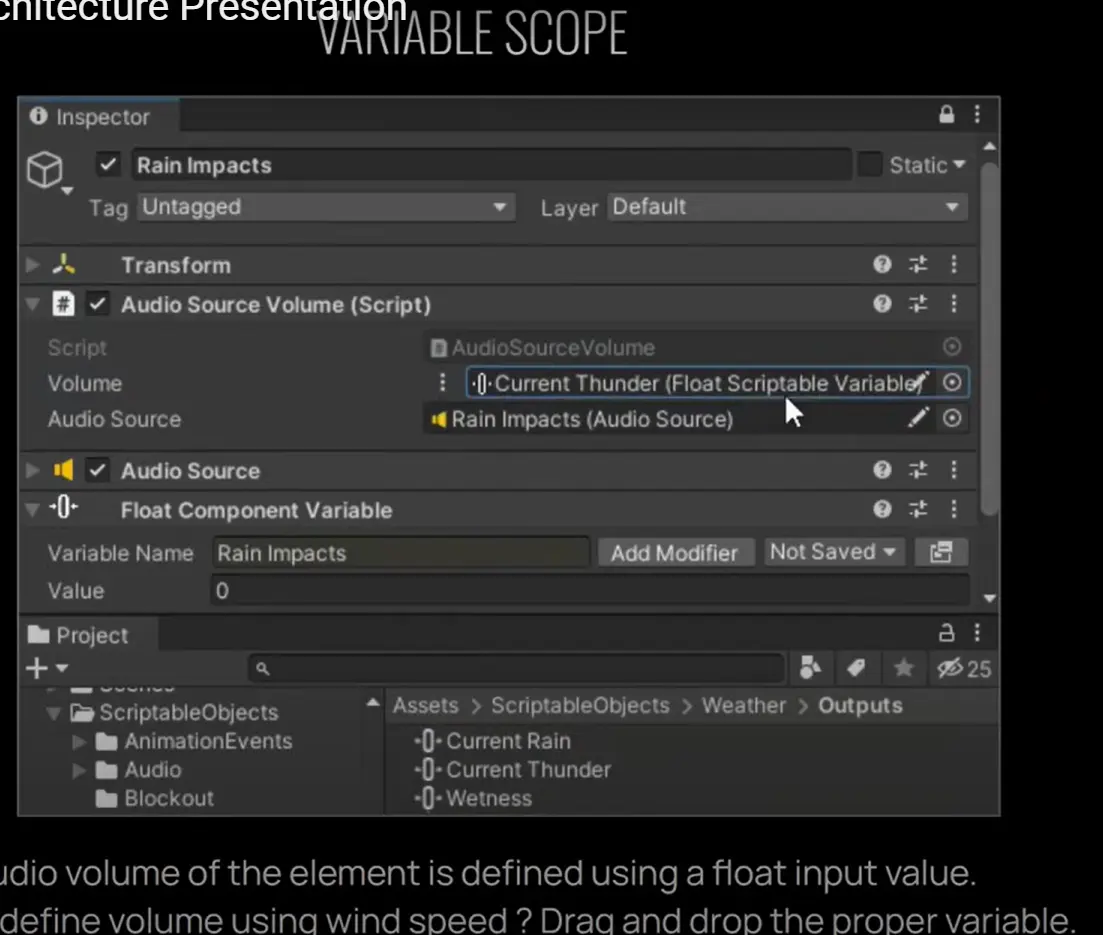 chitecture Presentation
VARIABLE SCOPE
Inspector
Rain Impacts Static
Tag Untagged Layer Default
Transform
Audio Source Volume (Script)
Script AudioSourceVolume
Volume Current Thunder (Float Scriptable Variable)
Audio Source Rain Impacts (Audio Source)
Audio Source
Float Component Variable
Variable Name Rain Impacts Add Modifier Not Saved
Value 0
Project
25
Scenes
ScriptableObjects
AnimationEvents
Audio
Blockout
Assets > ScriptableObjects > Weather > Outputs
Current Rain
Current Thunder
Wetness
udio volume of the element is defined using a float input value.
define volume using wind speed ? Drag and drop the proper variable.